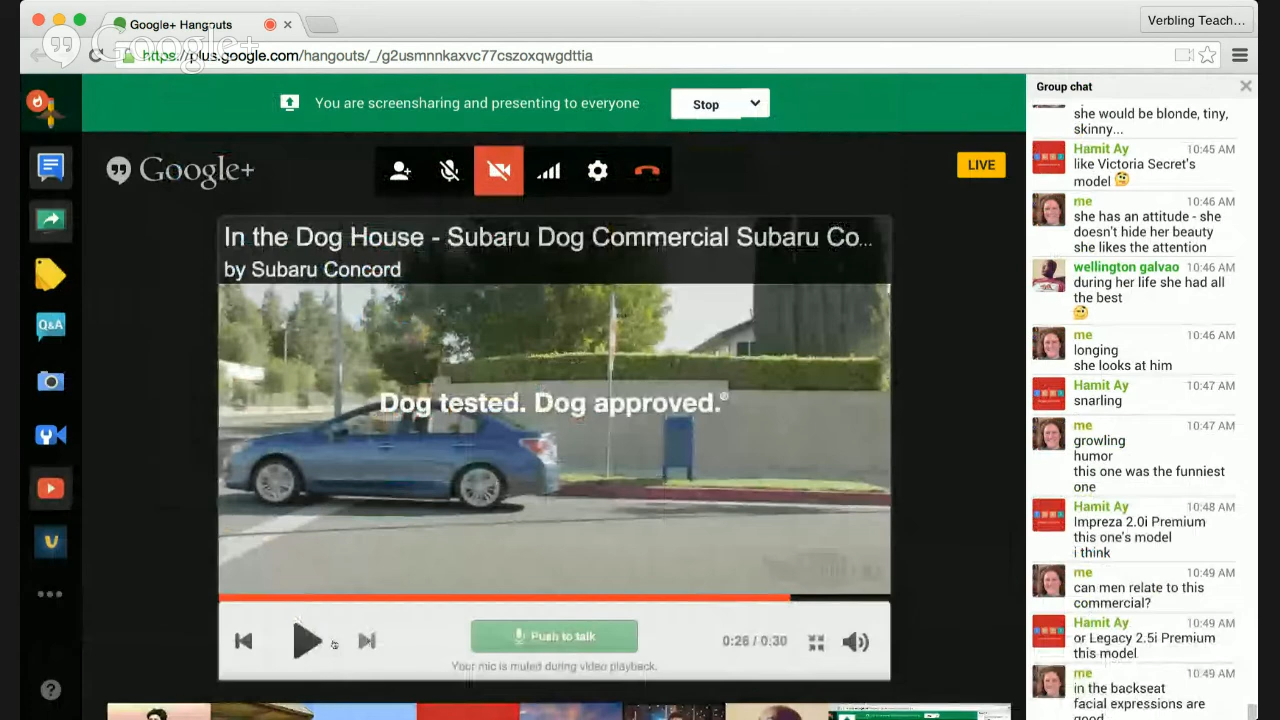 Google+ Hangouts
Verbling Teach...
Google+
https://plus.google.com/hangouts/_/g2usmnnkaxvc77cszoxqwgdttia
You are screensharing and presenting to everyone
Stop
Google+
LIVE
Q&A
In the Dog House - Subaru Dog Commercial Subaru Co...
by Subaru Concord
Dog tested. Dog approved.®
Push to talk
0:26 / 0:30
Your mic is muted during video playback.
Group chat
she would be blonde, tiny,
skinny...
Hamit Ay 10:45 AM
like Victoria Secret's
model
me 10:46 AM
she has an attitude - she
doesn't hide her beauty
she likes the attention
wellington galvao 10:46 AM
during her life she had all
the best
me 10:46 AM
longing
she looks at him
Hamit Ay 10:47 AM
snarling
me 10:47 AM
growling
humor
this one was the funniest
one
Hamit Ay 10:48 AM
Impreza 2.0i Premium
this one's model
i think
me 10:49 AM
can men relate to this
commercial?
Hamit Ay 10:49 AM
or Legacy 2.5i Premium
this model
me 10:49 AM
in the backseat
facial expressions are
good